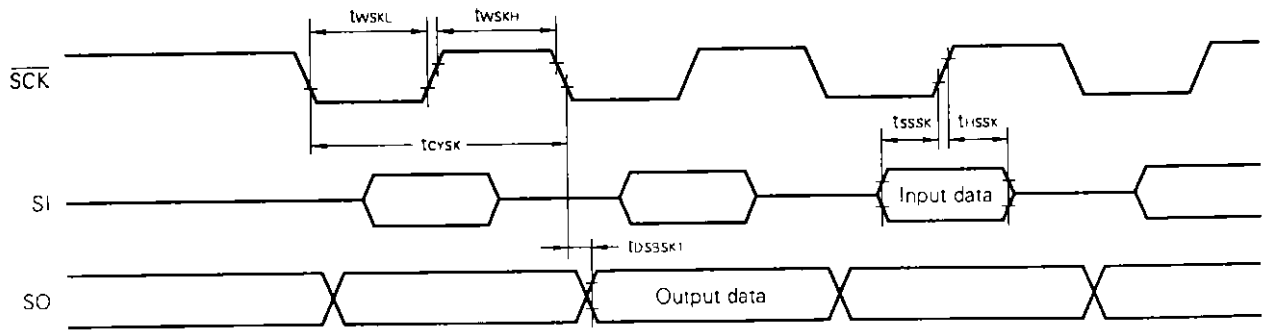 tWSKL tWSKH
SCK
tSSSK tHSSK
tCYSK
SI Input data
tDSBSK1
SO Output data